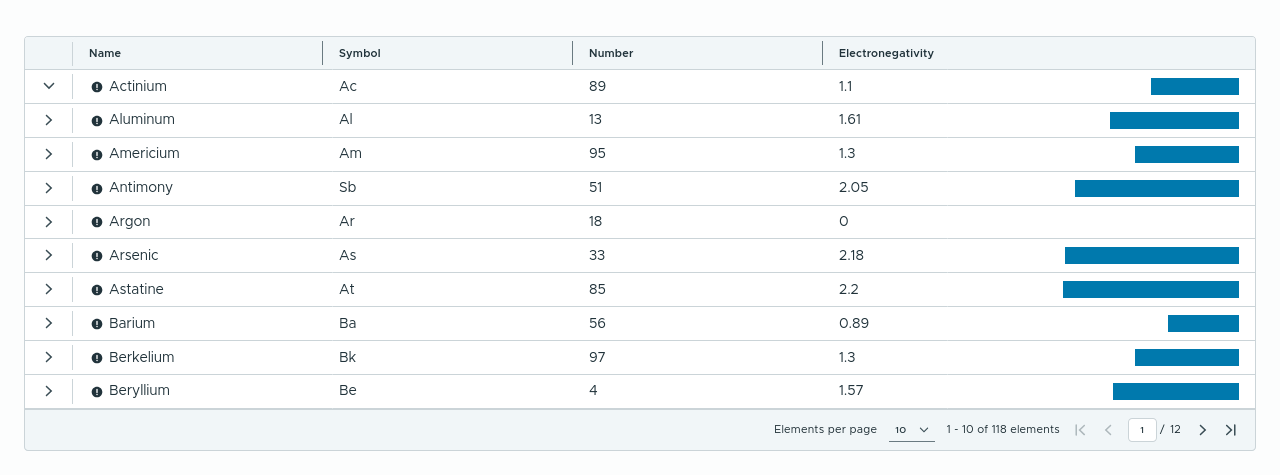 Name Symbol Number Electronegativity
Actinium Ac 89 1.1
Aluminum Al 13 1.61
Americium Am 95 1.3
Antimony Sb 51 2.05
Argon Ar 18 0
Arsenic As 33 2.18
Astatine At 85 2.2
Barium Ba 56 0.89
Berkelium Bk 97 1.3
Beryllium Be 4 1.57
Elements per page 10 1 - 10 of 118 elements 1 / 12